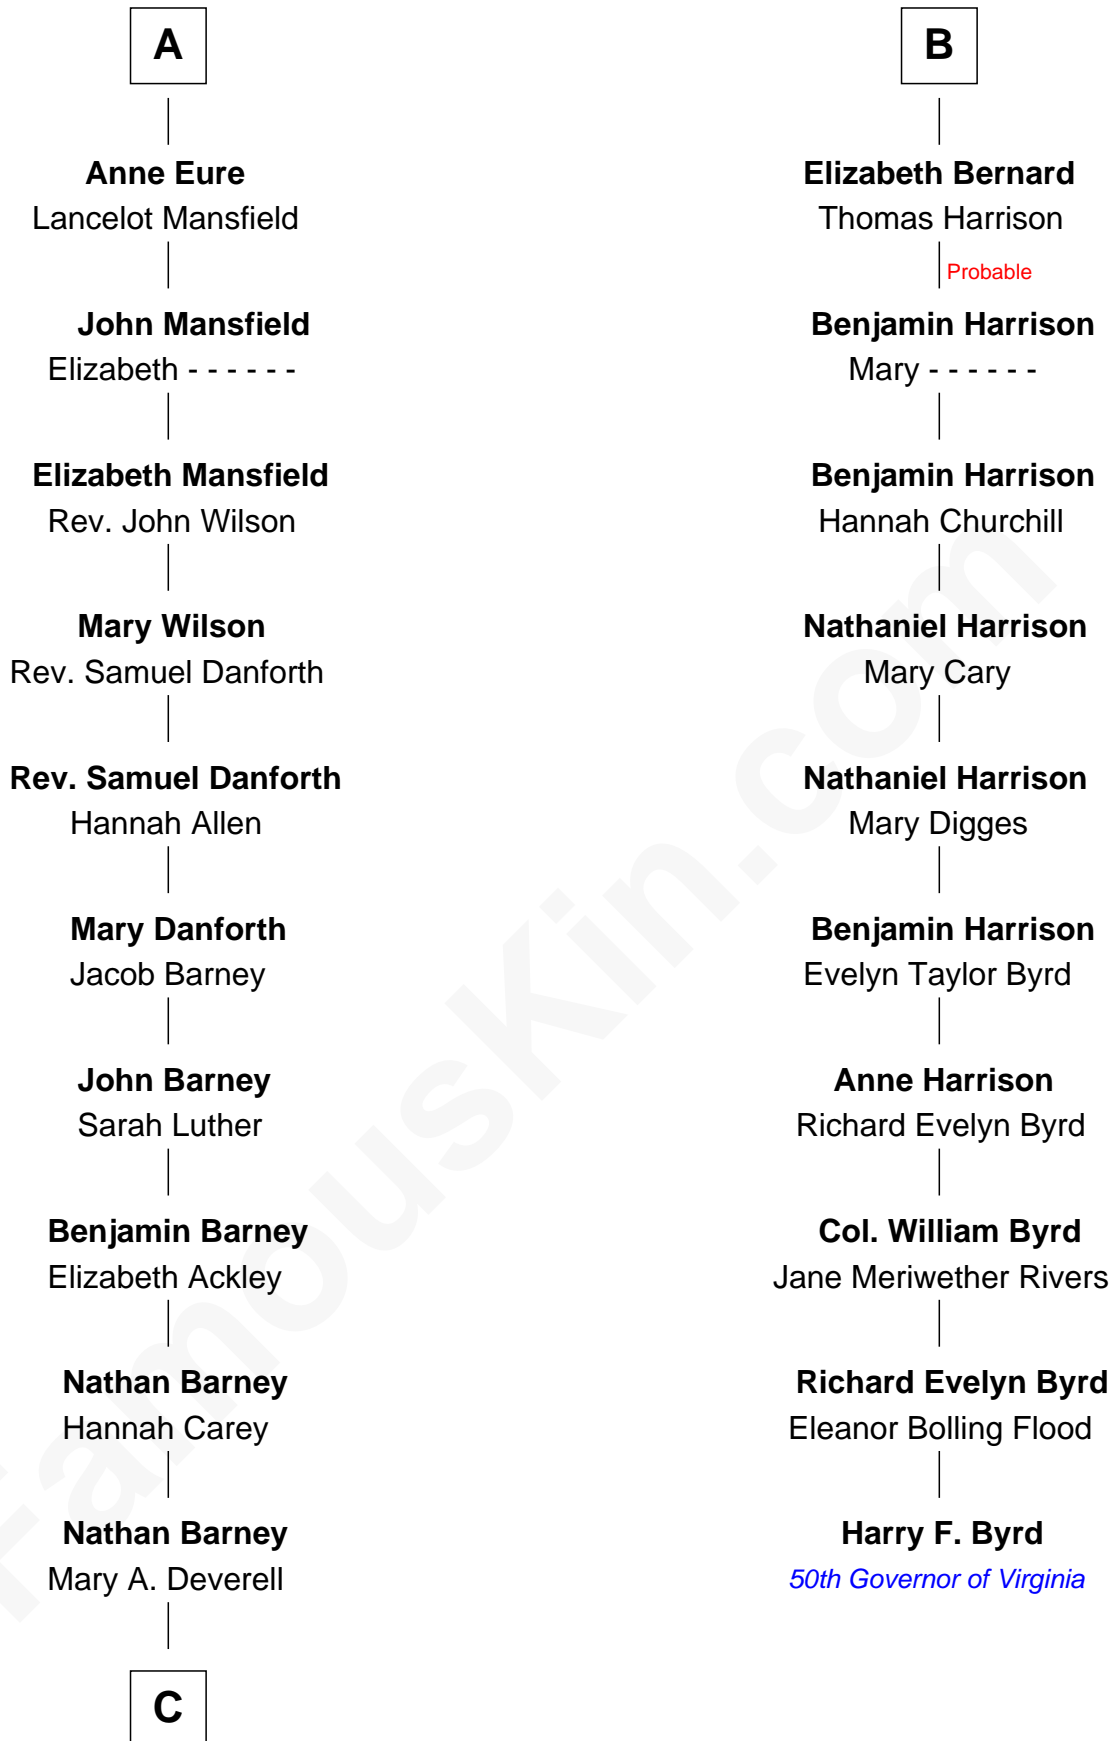 A
Anne Eure
Lancelot Mansfield
John Mansfield
Elizabeth - - - - - -
Elizabeth Mansfield
Rev. John Wilson
Mary Wilson
Rev. Samuel Danforth
Rev. Samuel Danforth
Hannah Allen
Mary Danforth
Jacob Barney
John Barney
Sarah Luther
Benjamin Barney
Elizabeth Ackley
Nathan Barney
Hannah Carey
Nathan Barney
Mary A. Deverell
C
B
Elizabeth Bernard
Thomas Harrison
Probable
Benjamin Harrison
Mary - - - - - -
Benjamin Harrison
Hannah Churchill
Nathaniel Harrison
Mary Cary
Nathaniel Harrison
Mary Digges
Benjamin Harrison
Evelyn Taylor Byrd
Anne Harrison
Richard Evelyn Byrd
Col. William Byrd
Jane Meriwether Rivers
Richard Evelyn Byrd
Eleanor Bolling Flood
Harry F. Byrd
50th Governor of Virginia
FamousKin.com